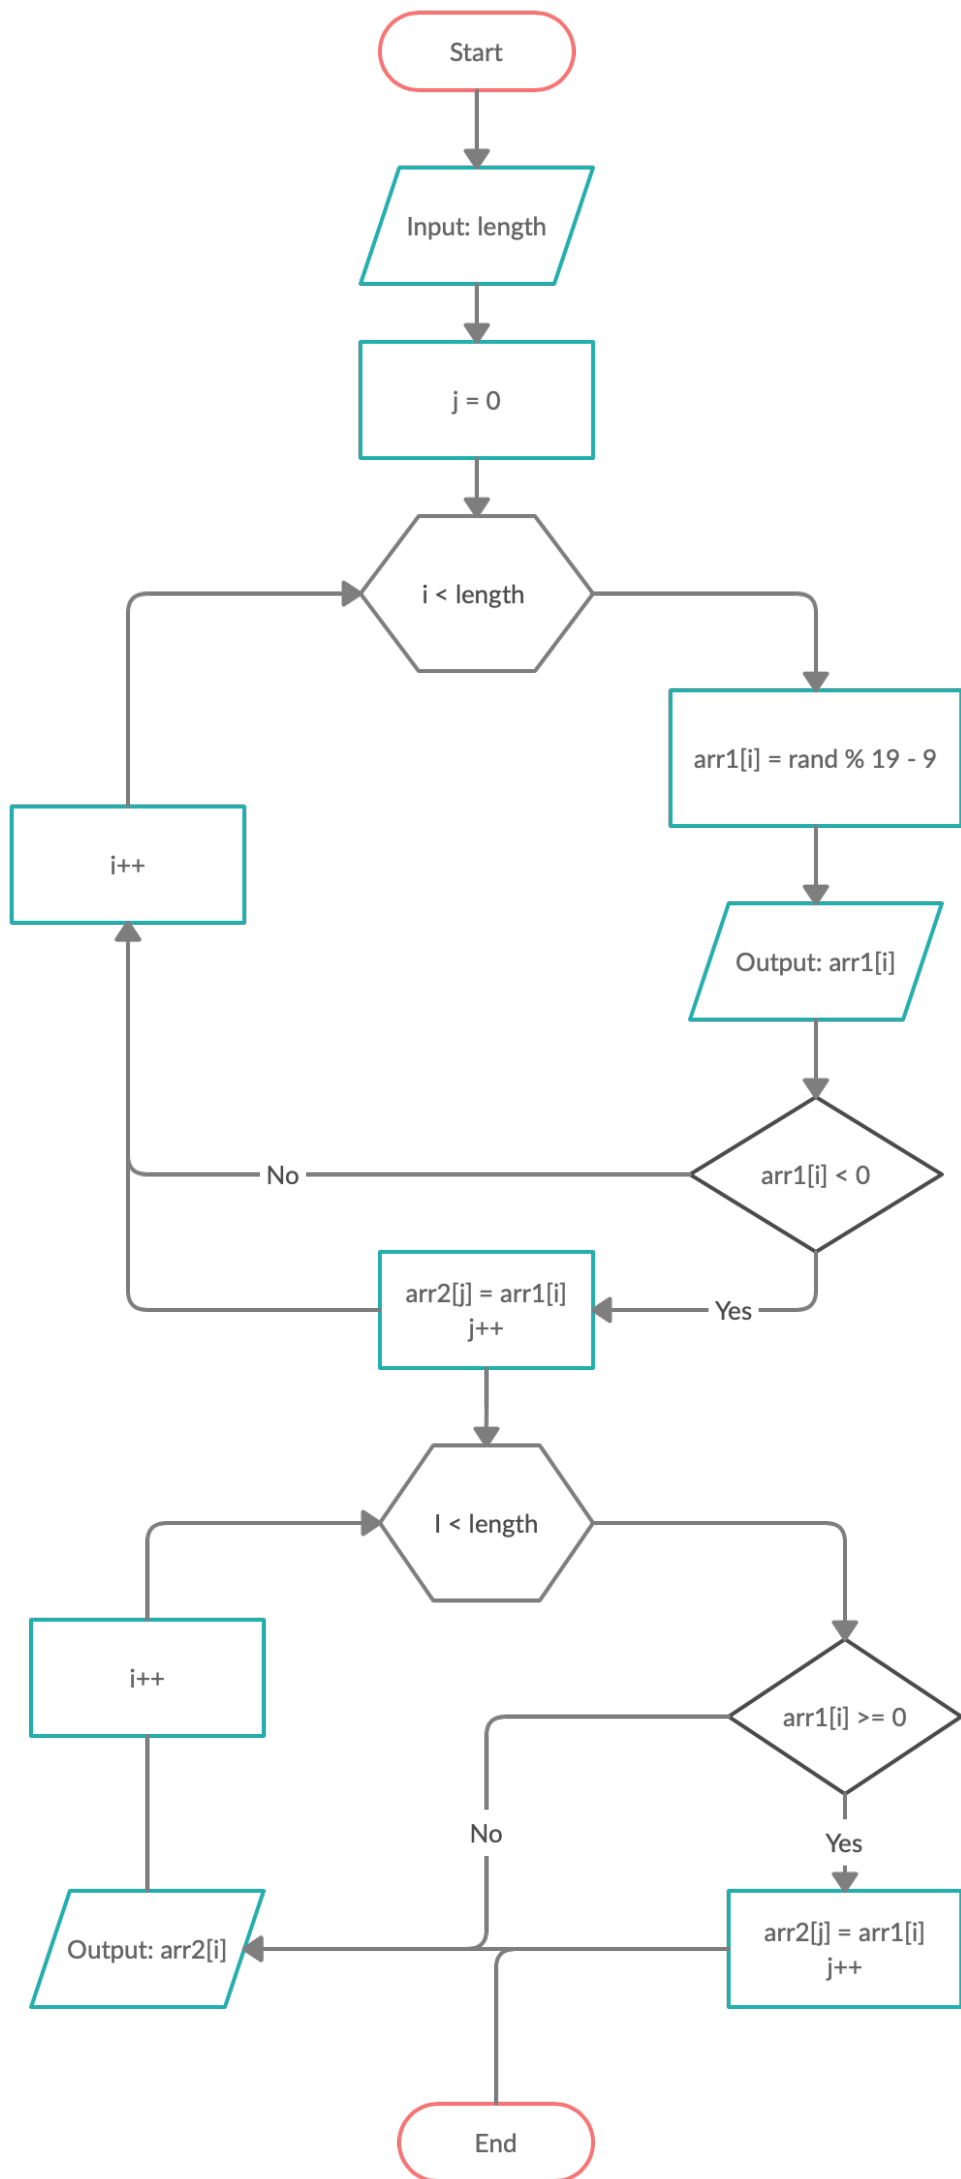 Start
Input: length
j = 0
i < length
arr1[i] = rand % 19 - 9
i++
Output: arr1[i]
arr1[i] < 0
No
arr2[j] = arr1[i]
j++
Yes
I < length
i++
arr1[i] >= 0
No
Yes
Output: arr2[i]
arr2[j] = arr1[i]
j++
End